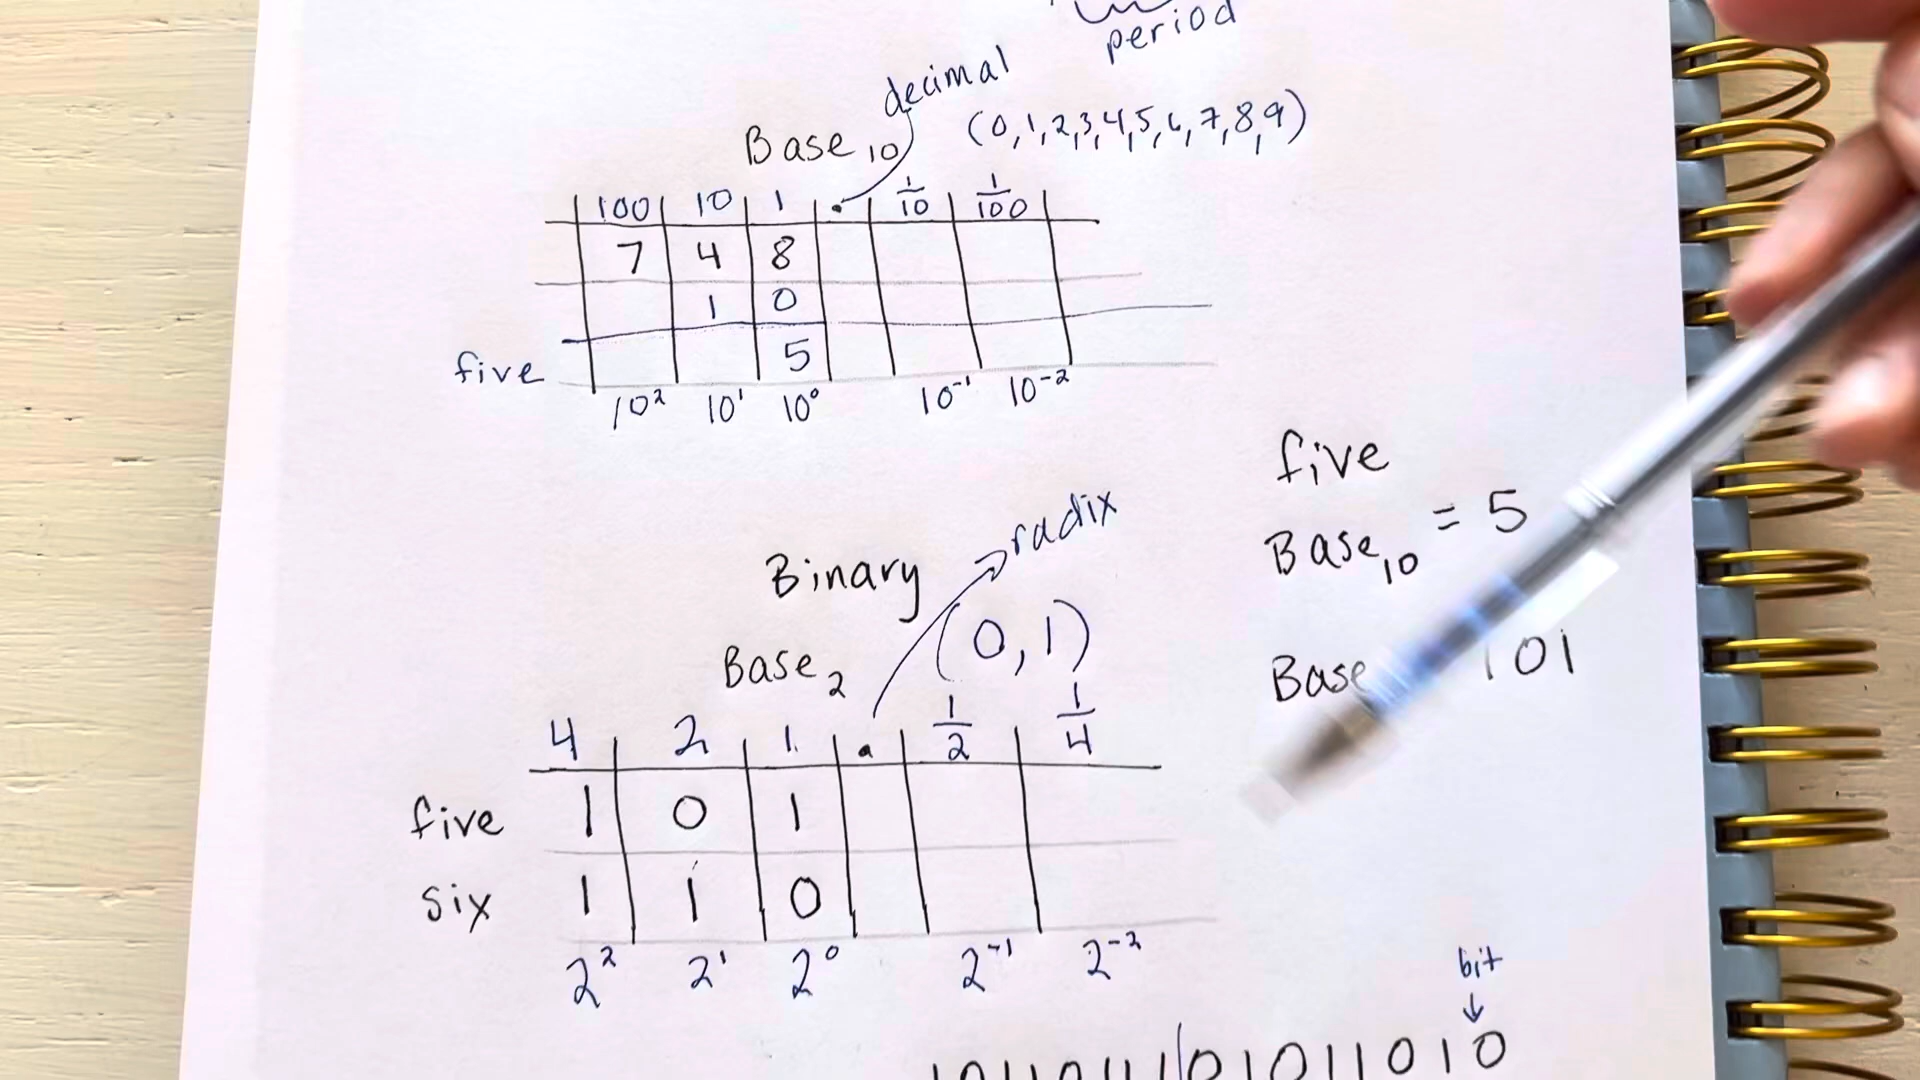 period
decimal
Base 10 (0,1,2,3,4,5,6,7,8,9)
100 10 1 . 1/10 1/100
7 4 8
1 0
five 5
10² 10¹ 10⁰ 10⁻¹ 10⁻²
five
Base 10 = 5
Base 101
radix
Binary
(0,1)
Base 2
4 2 1 . 1/2 1/4
five 1 0 1
six 1 1 0
2² 2¹ 2⁰ 2⁻¹ 2⁻²
bit
01011010